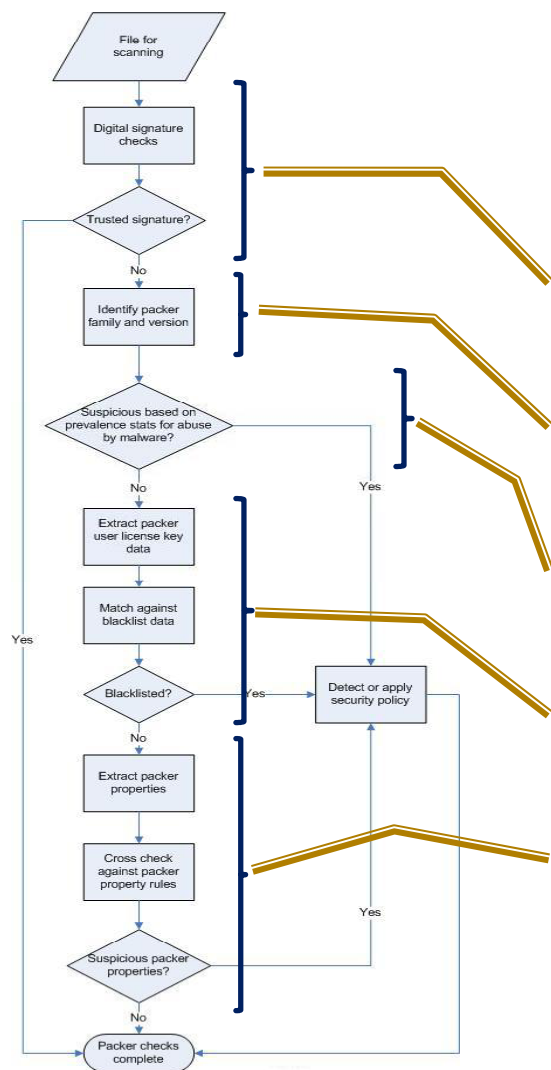 File for
scanning
Digital signature
checks
Trusted signature?
No
Identify packer
family and version
Suspicious based on
prevalence stats for abuse
by malware?
Yes
No
Extract packer
user license key
data
Match against
blacklist data
Yes
Blacklisted?
Yes
Detect or apply
security policy
No
Extract packer
properties
Cross check
against packer
property rules
Yes
Suspicious packer
properties?
No
Packer checks
complete